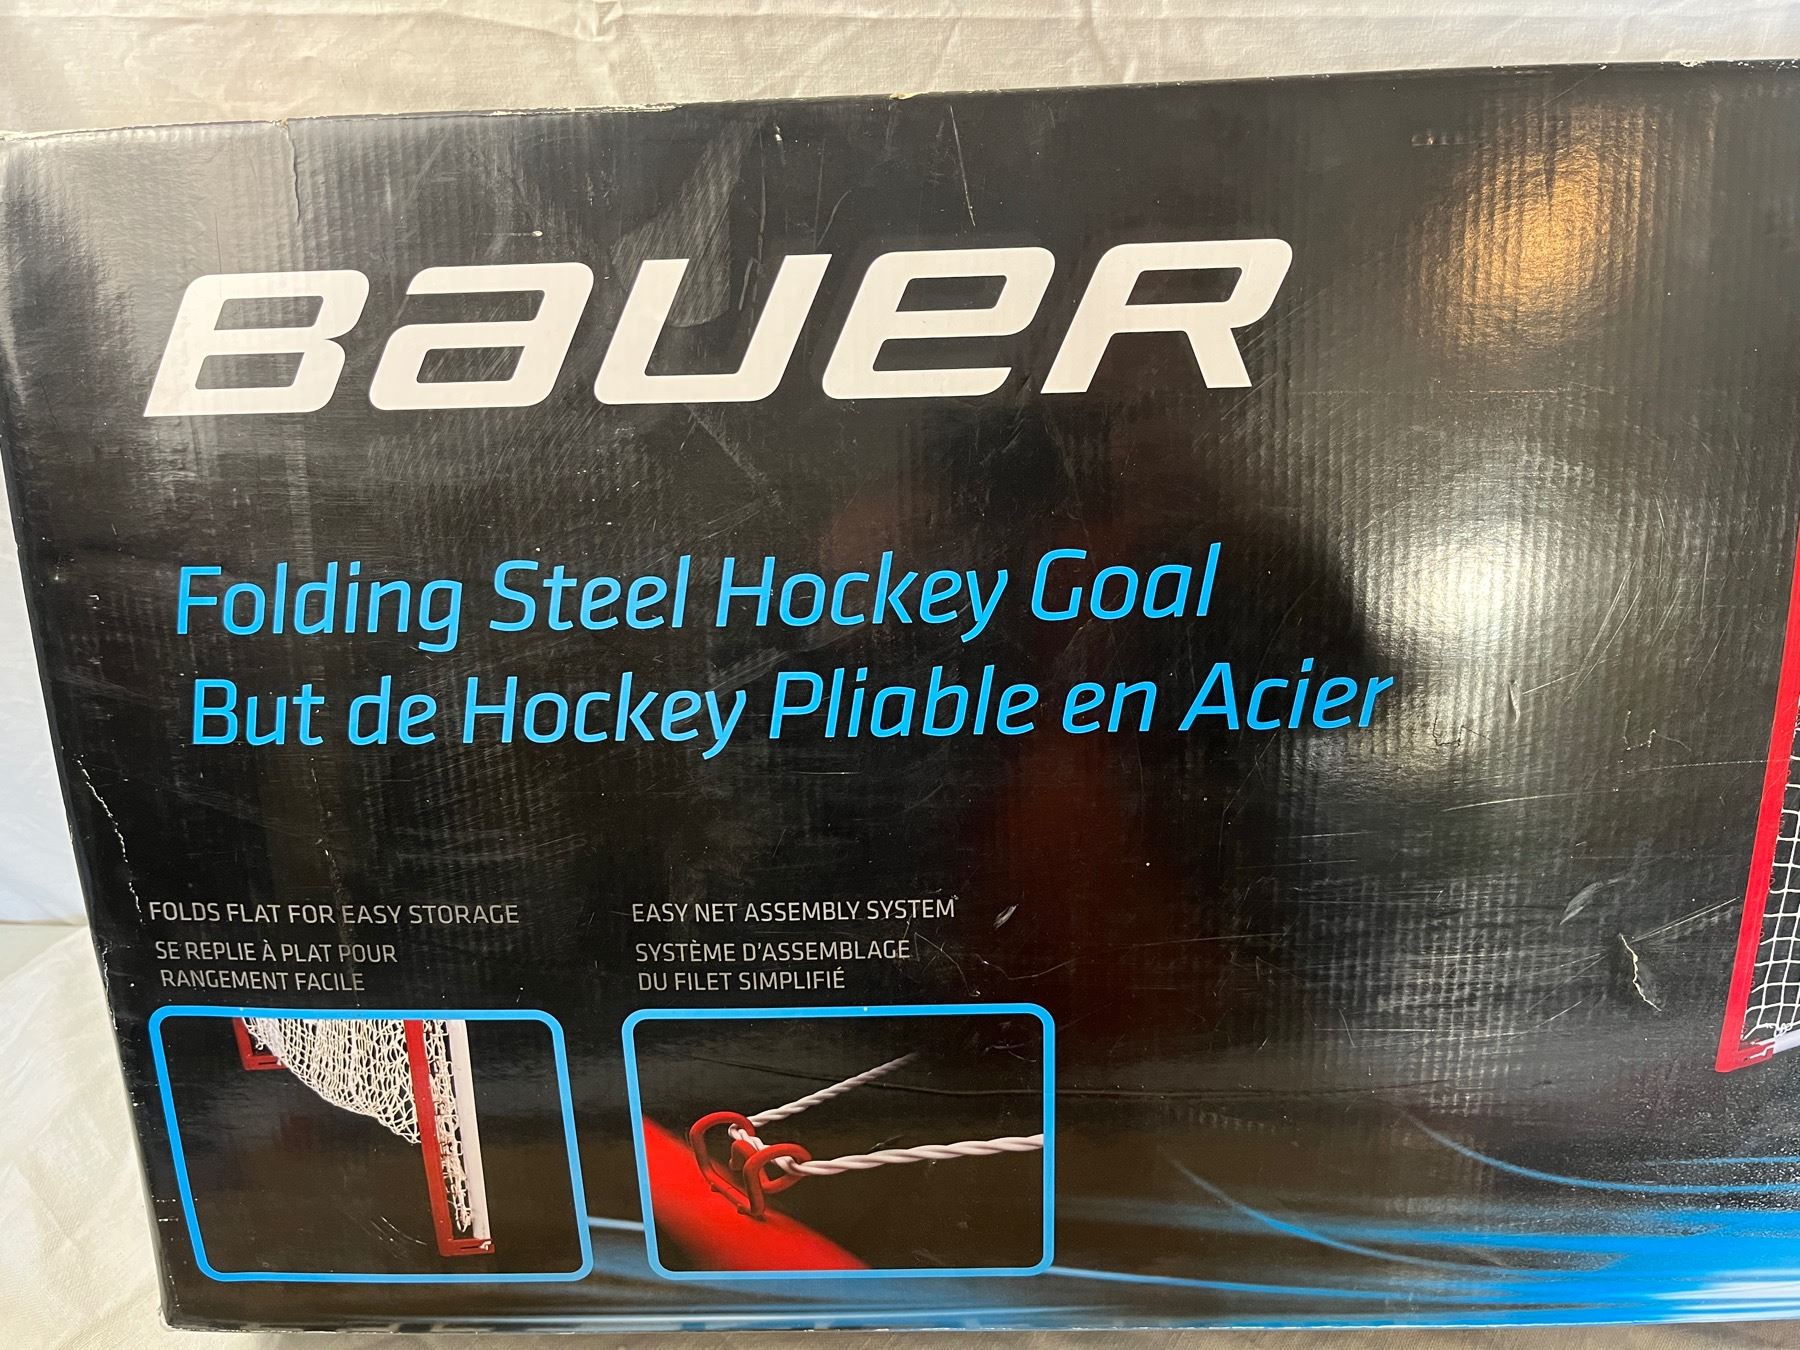 BAUER
Folding Steel Hockey Goal
But de Hockey Pliable en Acier
FOLDS FLAT FOR EASY STORAGE
SE REPLIE À PLAT POUR
RANGEMENT FACILE
EASY NET ASSEMBLY SYSTEM
SYSTÈME D'ASSEMBLAGE
DU FILET SIMPLIFIÉ